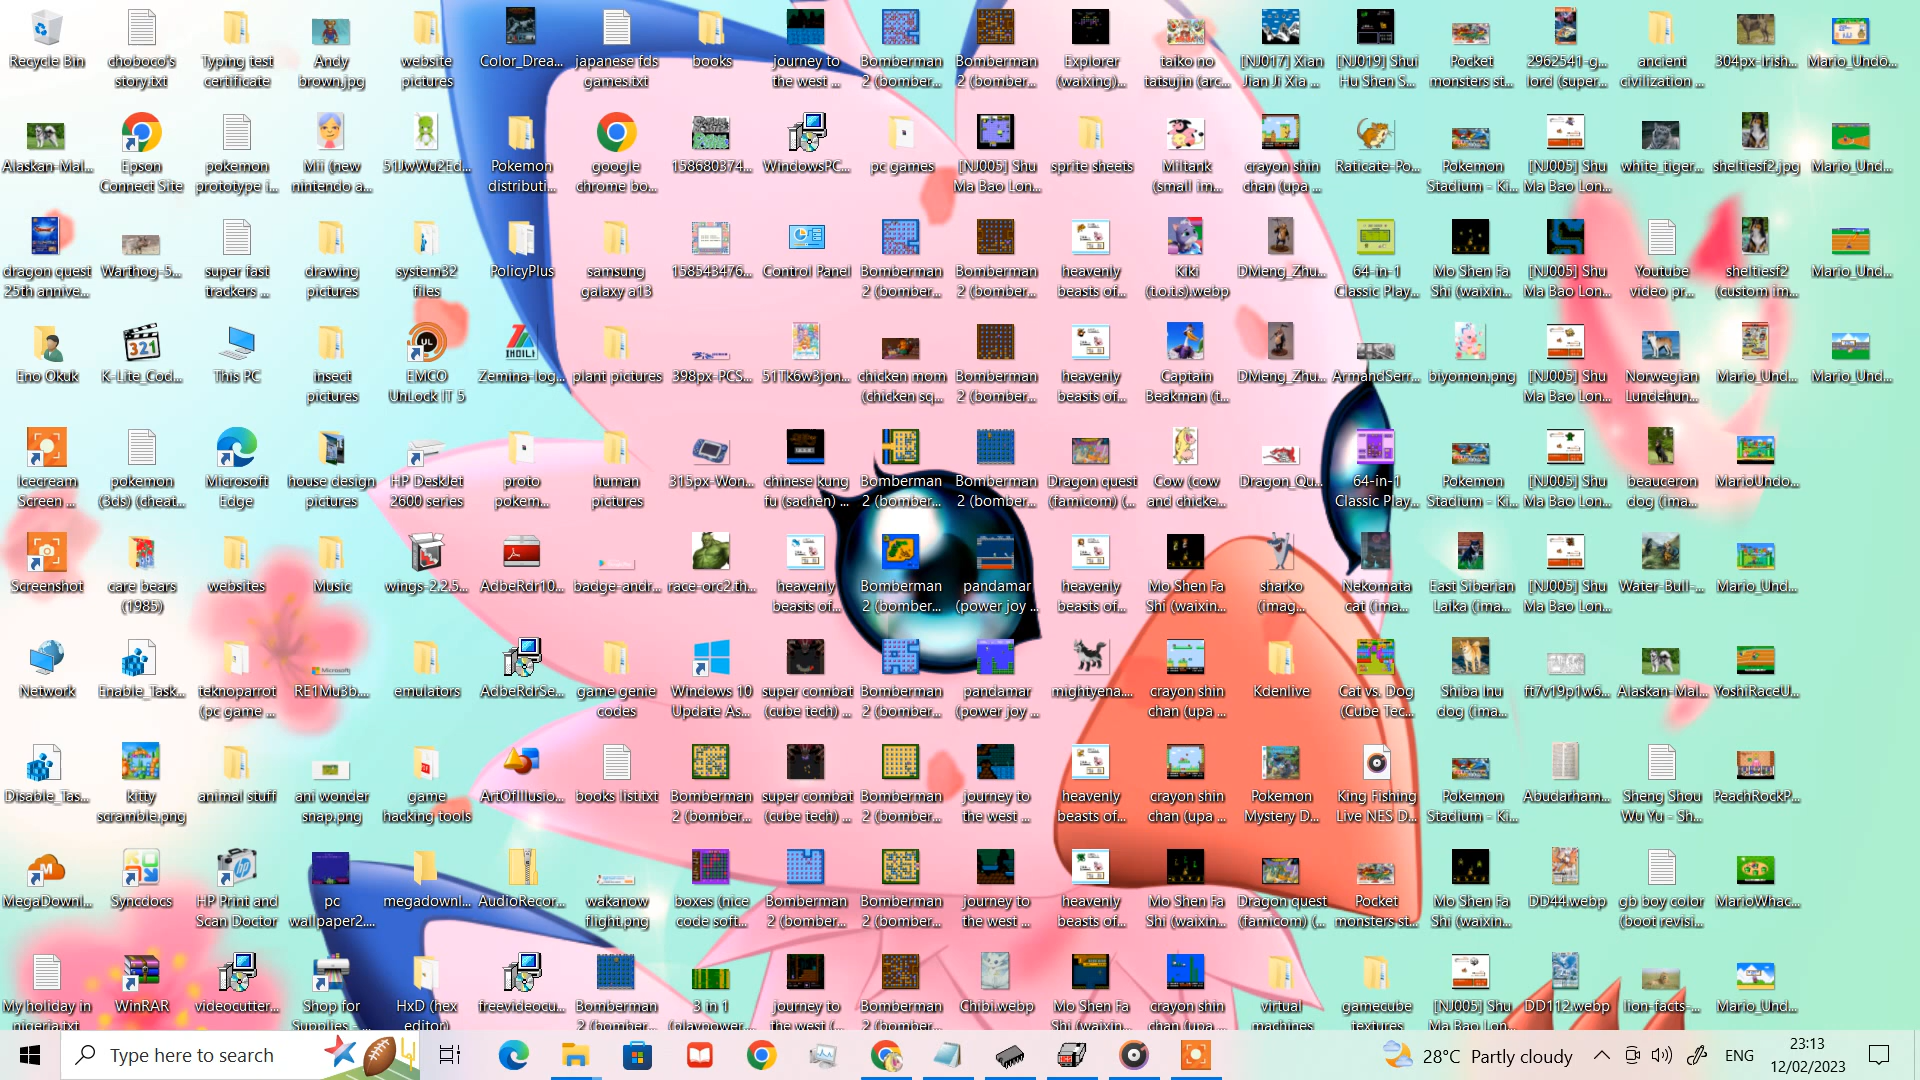 Recycle Bin
choboco's
story.txt
Typing test
certificate
Andy
brown.jpg
website
pictures
Color_Drea...
japanese fds
games.txt
books
journey to
the west ...
Bomberman
2 (bomber...
Bomberman
2 (bomber...
Explorer
(waixing)...
taiko no
tatsujin (arc...
[NJ017] Xian
Jian Ji Xia ...
[NJ019] Shui
Hu Shen S...
Pocket
monsters st...
2962541-g...
lord (super...
ancient
civilization ...
304px-Irish...
Mario_Undo...
Alaskan-Mal...
Epson
Connect Site
pokemon
prototype i...
Mii (new
nintendo a...
51JwWu2Ed...
Pokemon
distributi...
google
chrome bo...
158680374...
WindowsPC...
pc games
[NJ005] Shu
Ma Bao Lon...
sprite sheets
Miltank
(small im...
crayon shin
chan (upa ...
Raticate-Po...
Pokemon
Stadium - Ki...
[NJ005] Shu
Ma Bao Lon...
white_tiger...
sheltiesf2.jpg
Mario_Und...
dragon quest
25th annive...
Warthog-5...
super fast
trackers ...
drawing
pictures
system32
files
PolicyPlus
samsung
galaxy a13
158543476...
Control Panel
Bomberman
2 (bomber...
Bomberman
2 (bomber...
heavenly
beasts of...
Kiki
(t.o.t.s).webp
DMeng_Zhu...
64-in-1
Classic Play...
Mo Shen Fa
Shi (waixin...
[NJ005] Shu
Ma Bao Lon...
Youtube
video pr...
sheltiesf2
(custom im...
Mario_Und...
Eno Okuk
K-Lite_Cod...
This PC
insect
pictures
EMCO
UnLock IT 5
Zemina-log...
plant pictures
398px-PCS...
51Tk6w3jon...
chicken mom
(chicken sq...
Bomberman
2 (bomber...
heavenly
beasts of...
Captain
Beakman (t...
DMeng_Zhu...
ArmandSerr...
biyomon.png
[NJ005] Shu
Ma Bao Lon...
Norwegian
Lundehun...
Mario_Und...
Mario_Und...
Icecream
Screen ...
pokemon
(3ds) (cheat...
Microsoft
Edge
house design
pictures
HP DeskJet
2600 series
proto
pokem...
human
pictures
315px-Won...
chinese kung
fu (sachen) ...
Bomberman
2 (bomber...
Bomberman
2 (bomber...
Dragon quest
(famicom) (...
Cow (cow
and chicke...
Dragon_Qu...
64-in-1
Classic Play...
Pokemon
Stadium - Ki...
[NJ005] Shu
Ma Bao Lon...
beauceron
dog (ima...
MarioUndo...
Screenshot
care bears
(1985)
websites
Music
wings-2.2.5...
AdbeRdr10...
badge-andr...
race-orc2.th...
heavenly
beasts of...
Bomberman
2 (bomber...
pandamar
(power joy ...
heavenly
beasts of...
Mo Shen Fa
Shi (waixin...
sharko
(imag...
Nekomata
cat (ima...
East Siberian
Laika (ima...
[NJ005] Shu
Ma Bao Lon...
Water-Bull-...
Mario_Und...
Network
Enable_Task...
teknoparrot
(pc game ...
RE1Mu3b...
emulators
AdbeRdrSe...
game genie
codes
Windows 10
Update As...
super combat
(cube tech) ...
Bomberman
2 (bomber...
pandamar
(power joy ...
mightyena....
crayon shin
chan (upa ...
Kdenlive
Cat vs. Dog
(Cube Tec...
Shiba Inu
dog (ima...
ft7v19p1w6...
Alaskan-Mal...
YoshiRaceU...
Disable_Tas...
kitty
scramble.png
animal stuff
ani wonder
snap.png
game
hacking tools
ArtOfIllusio...
books list.txt
Bomberman
2 (bomber...
super combat
(cube tech) ...
Bomberman
2 (bomber...
journey to
the west ...
heavenly
beasts of...
crayon shin
chan (upa ...
Pokemon
Mystery D...
King Fishing
Live NES D...
Pokemon
Stadium - Ki...
Abudarham...
Sheng Shou
Wu Yu - Sh...
PeachRockP...
MegaDownl...
Syncdocs
HP Print and
Scan Doctor
pc
wallpaper2....
megadownl...
AudioRecor...
wakanow
flight.png
boxes (nice
code soft...
Bomberman
2 (bomber...
Bomberman
2 (bomber...
journey to
the west ...
heavenly
beasts of...
Mo Shen Fa
Shi (waixin...
Dragon quest
(famicom) (...
Pocket
monsters st...
Mo Shen Fa
Shi (waixin...
DD44.webp
gb boy color
(boot revisi...
MarioWhac...
My holiday in
nigeria.txt
WinRAR
videocutter...
Shop for
Supplies - ...
HxD (hex
editor)
freevideocu...
Bomberman
2 (bomber...
3 in 1
(playpower...
journey to
the west (...
Bomberman
2 (bomber...
Chibi.webp
Mo Shen Fa
Shi (waixin...
crayon shin
chan (upa ...
virtual
machines
gamecube
textures
[NJ005] Shu
Ma Bao Lon...
DD112.webp
lion-facts-...
Mario_Und...
Type here to search
28°C Partly cloudy
ENG
23:13
12/02/2023